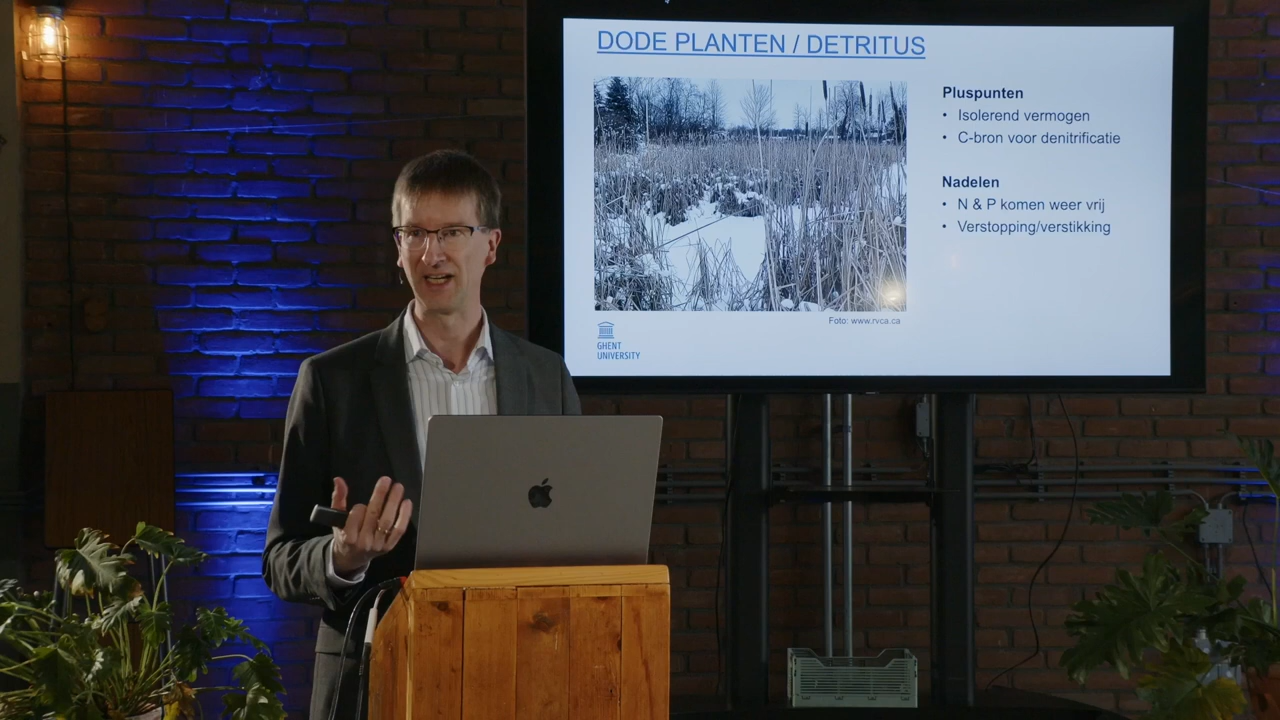 DODE PLANTEN / DETRITUS
Pluspunten
• Isolerend vermogen
• C-bron voor denitrificatie
Nadelen
• N & P komen weer vrij
• Verstopping/verstikking
Foto: www.rvca.ca
GHENT
UNIVERSITY